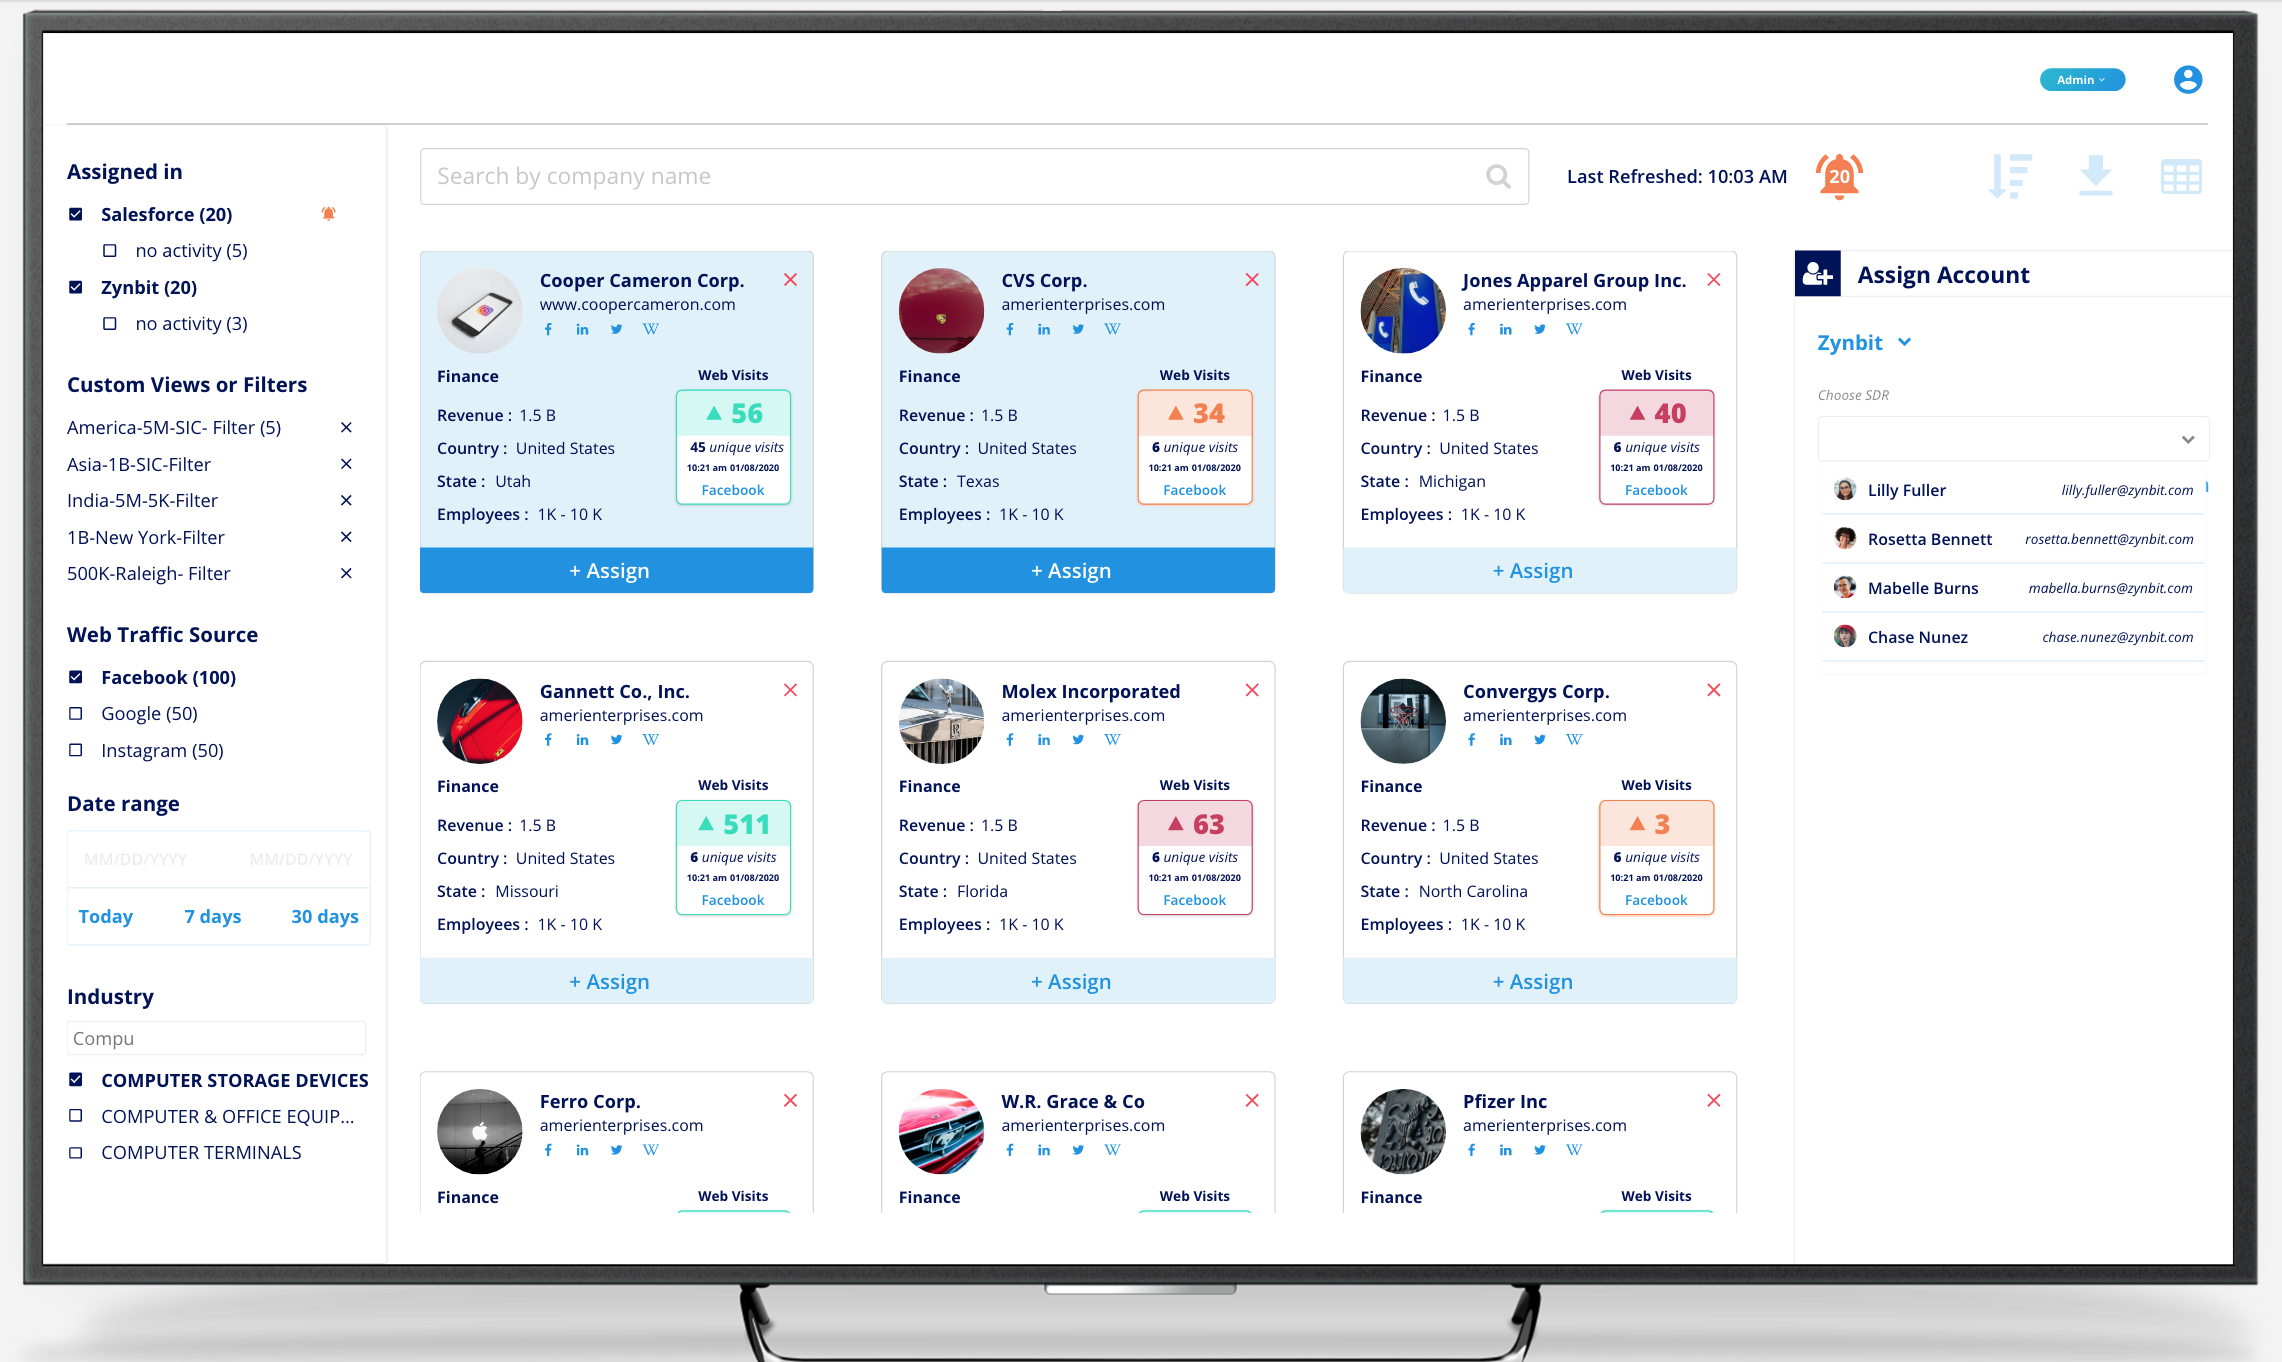 Admin
Assigned in
Salesforce (20)
no activity (5)
Zynbit (20)
no activity (3)
Custom Views or Filters
America-5M-SIC- Filter (5)
Asia-1B-SIC-Filter
India-5M-5K-Filter
1B-New York-Filter
500K-Raleigh- Filter
Web Traffic Source
Facebook (100)
Google (50)
Instagram (50)
Date range
MM/DD/YYYY MM/DD/YYYY
Today 7 days 30 days
Industry
Compu
COMPUTER STORAGE DEVICES
COMPUTER & OFFICE EQUIP...
COMPUTER TERMINALS
Search by company name
Last Refreshed: 10:03 AM
20
Cooper Cameron Corp.
www.coopercameron.com
Finance
Web Visits
Revenue : 1.5 B
56
Country : United States
45 unique visits
10:21 am 01/08/2020
State : Utah
Facebook
Employees : 1K - 10 K
+ Assign
CVS Corp.
amerienterprises.com
Finance
Web Visits
Revenue : 1.5 B
34
Country : United States
6 unique visits
10:21 am 01/08/2020
State : Texas
Facebook
Employees : 1K - 10 K
+ Assign
Jones Apparel Group Inc.
amerienterprises.com
Finance
Web Visits
Revenue : 1.5 B
40
Country : United States
6 unique visits
10:21 am 01/08/2020
State : Michigan
Facebook
Employees : 1K - 10 K
+ Assign
Gannett Co., Inc.
amerienterprises.com
Finance
Web Visits
Revenue : 1.5 B
511
Country : United States
6 unique visits
10:21 am 01/08/2020
State : Missouri
Facebook
Employees : 1K - 10 K
+ Assign
Molex Incorporated
amerienterprises.com
Finance
Web Visits
Revenue : 1.5 B
63
Country : United States
6 unique visits
10:21 am 01/08/2020
State : Florida
Facebook
Employees : 1K - 10 K
+ Assign
Convergys Corp.
amerienterprises.com
Finance
Web Visits
Revenue : 1.5 B
3
Country : United States
6 unique visits
10:21 am 01/08/2020
State : North Carolina
Facebook
Employees : 1K - 10 K
+ Assign
Ferro Corp.
amerienterprises.com
Finance
Web Visits
W.R. Grace & Co
amerienterprises.com
Finance
Web Visits
Pfizer Inc
amerienterprises.com
Finance
Web Visits
Assign Account
Zynbit
Choose SDR
Lilly Fuller lilly.fuller@zynbit.com
Rosetta Bennett rosetta.bennett@zynbit.com
Mabelle Burns mabella.burns@zynbit.com
Chase Nunez chase.nunez@zynbit.com